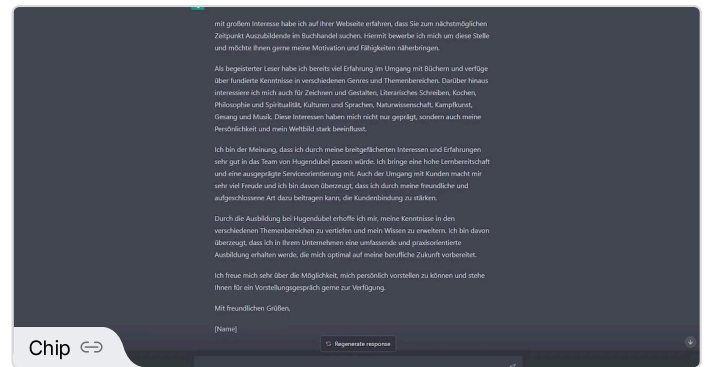 mit großem Interesse habe ich auf Ihrer Webseite erfahren, dass Sie zum nächstmöglichen
Zeitpunkt Auszubildende im Buchhandel suchen. Hiermit bewerbe ich mich um diese Stelle
und möchte Ihnen gerne meine Motivation und Fähigkeiten näherbringen.
Als begeisterter Leser habe ich bereits viel Erfahrung im Umgang mit Büchern und verfüge
über fundierte Kenntnisse in verschiedenen Genres und Themenbereichen. Darüber hinaus
interessiere ich mich auch für Zeichnen und Gestalten, Literarisches Schreiben, Kochen,
Philosophie und Spiritualität, Kulturen und Sprachen, Naturwissenschaft, Kampfkunst,
Gesang und Musik. Diese Interessen haben mich nicht nur geprägt, sondern auch meine
Persönlichkeit und mein Weltbild stark beeinflusst.
Ich bin der Meinung, dass ich durch meine breitgefächerten Interessen und Erfahrungen
sehr gut in das Team von Hugendubel passen würde. Ich bringe eine hohe Lernbereitschaft
und eine ausgeprägte Serviceorientierung mit. Auch der Umgang mit Kunden macht mir
sehr viel Freude und ich bin davon überzeugt, dass ich durch meine freundliche und
aufgeschlossene Art dazu beitragen kann, die Kundenbindung zu stärken.
Durch die Ausbildung bei Hugendubel erhoffe ich mir, meine Kenntnisse in den
verschiedenen Themenbereichen zu vertiefen und mein Wissen zu erweitern. Ich bin davon
überzeugt, dass ich in Ihrem Unternehmen eine umfassende und praxisorientierte
Ausbildung erhalten werde, die mich optimal auf meine berufliche Zukunft vorbereitet.
Ich freue mich sehr über die Möglichkeit, mich persönlich vorstellen zu können und stehe
Ihnen für ein Vorstellungsgespräch gerne zur Verfügung.
Mit freundlichen Grüßen,
[Name]
Regenerate response
Chip